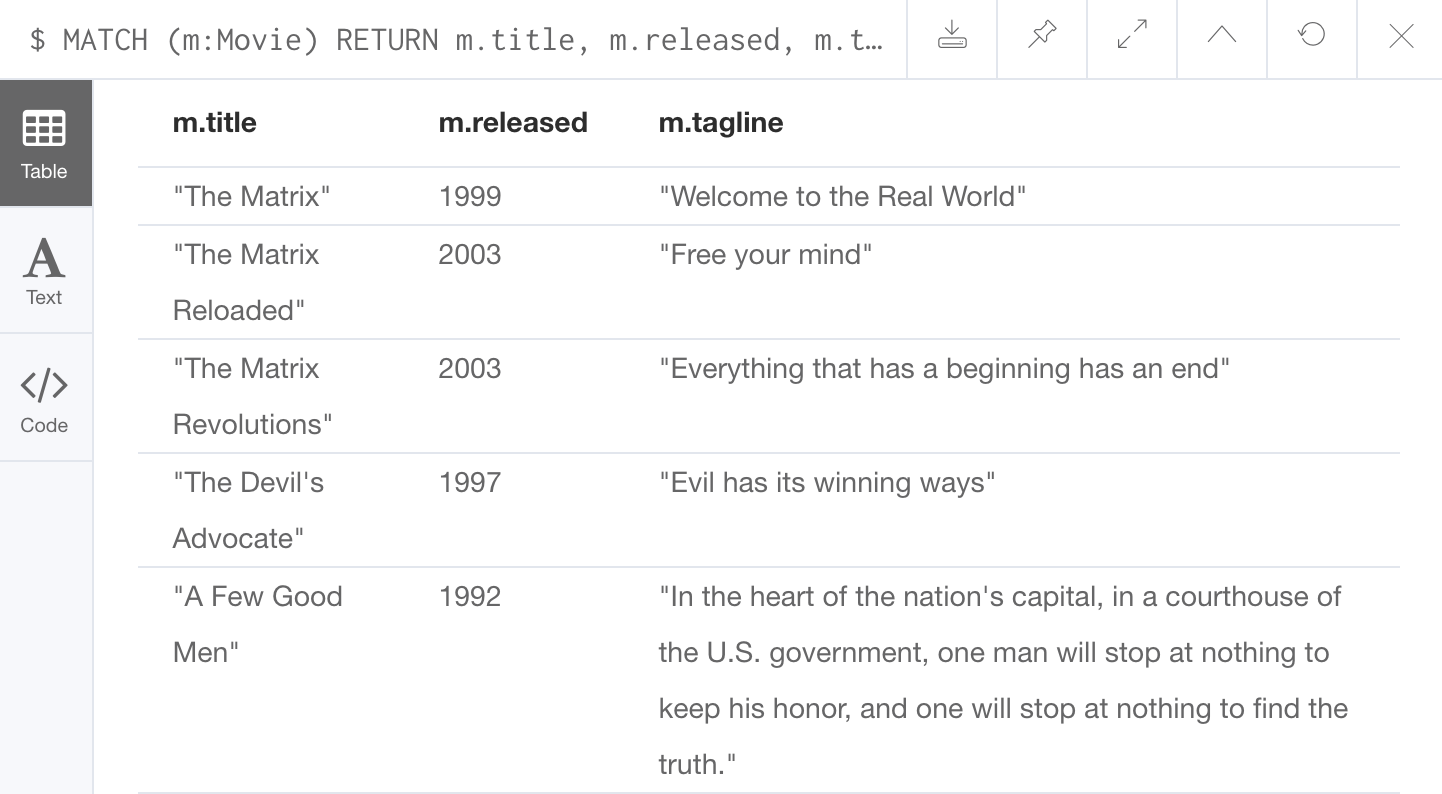 $ MATCH (m:Movie) RETURN m.title, m.released, m.t…
Table
Text
Code
m.title m.released m.tagline
"The Matrix" 1999 "Welcome to the Real World"
"The Matrix 2003 "Free your mind"
Reloaded"
"The Matrix 2003 "Everything that has a beginning has an end"
Revolutions"
"The Devil's 1997 "Evil has its winning ways"
Advocate"
"A Few Good 1992 "In the heart of the nation's capital, in a courthouse of
Men" the U.S. government, one man will stop at nothing to
keep his honor, and one will stop at nothing to find the
truth."